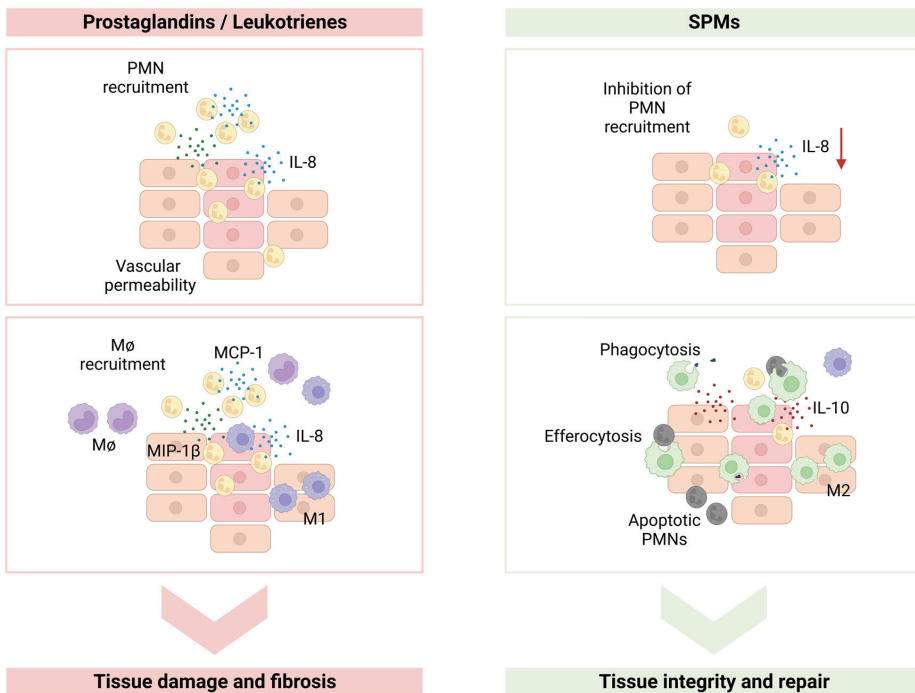 Prostaglandins / Leukotrienes
PMN
recruitment
IL-8
Vascular
permeability
Mø
recruitment
MCP-1
Mø
MIP-1β
IL-8
M1
Tissue damage and fibrosis
SPMs
Inhibition of
PMN
recruitment
IL-8
Phagocytosis
IL-10
Efferocytosis
M2
Apoptotic
PMNs
Tissue integrity and repair